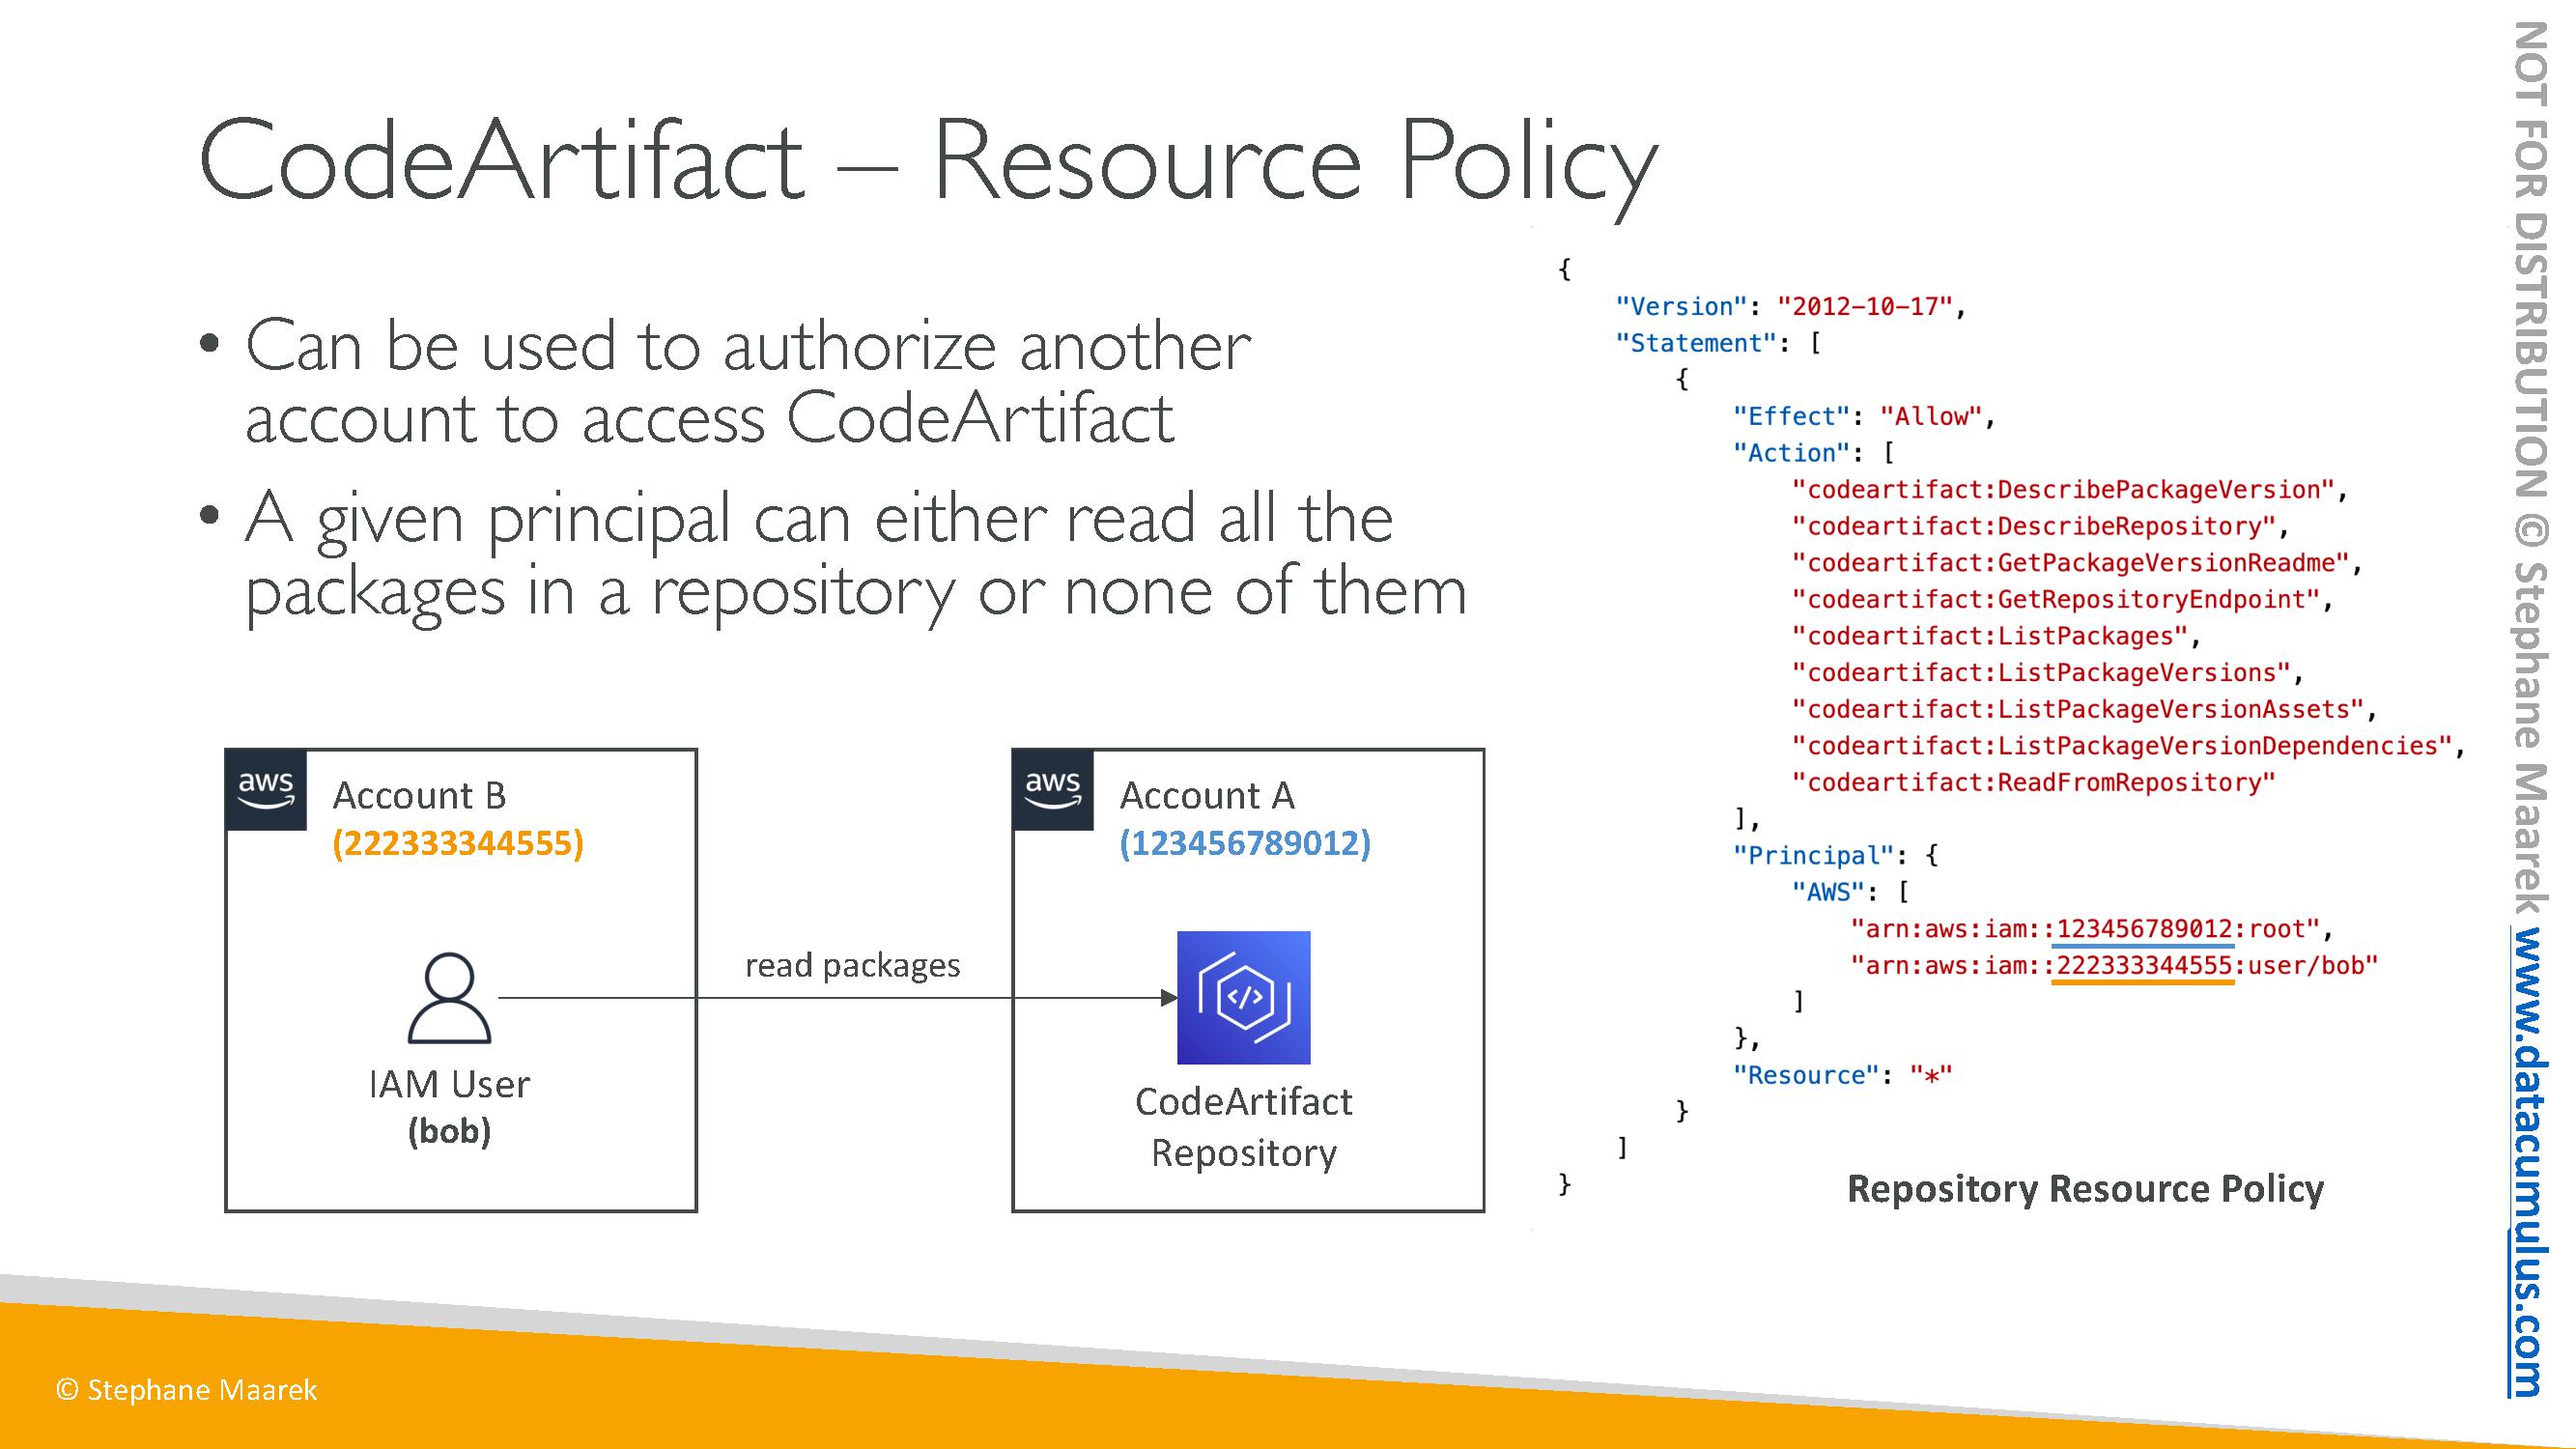 CodeArtifact – Resource Policy
• Can be used to authorize another
account to access CodeArtifact
• A given principal can either read all the
packages in a repository or none of them
aws
Account B
(222333344555)
IAM User
(bob)
read packages
aws
Account A
(123456789012)
CodeArtifact
Repository
{
"Version": "2012-10-17",
"Statement": [
{
"Effect": "Allow",
"Action": [
"codeartifact:DescribePackageVersion",
"codeartifact:DescribeRepository",
"codeartifact:GetPackageVersionReadme",
"codeartifact:GetRepositoryEndpoint",
"codeartifact:ListPackages",
"codeartifact:ListPackageVersions",
"codeartifact:ListPackageVersionAssets",
"codeartifact:ListPackageVersionDependencies",
"codeartifact:ReadFromRepository"
],
"Principal": {
"AWS": [
"arn:aws:iam::123456789012:root",
"arn:aws:iam::222333344555:user/bob"
]
},
"Resource": "*"
}
]
}
Repository Resource Policy
© Stephane Maarek
NOT FOR DISTRIBUTION © Stephane Maarek www.datacumulus.com